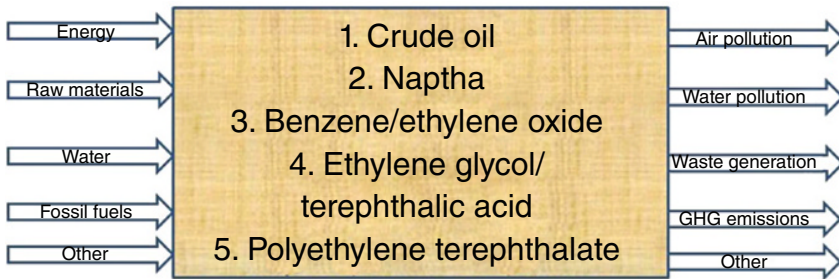 Energy
Raw materials
Water
Fossil fuels
Other
1. Crude oil
2. Naptha
3. Benzene/ethylene oxide
4. Ethylene glycol/
terephthalic acid
5. Polyethylene terephthalate
Air pollution
Water pollution
Waste generation
GHG emissions
Other